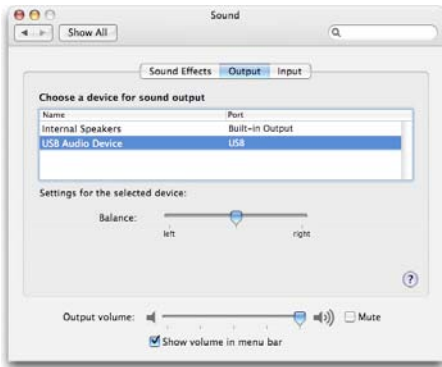 Sound
Show All
Sound Effects Output Input
Choose a device for sound output
Name Port
Internal Speakers Built-in Output
USB Audio Device USB
Settings for the selected device:
Balance:
left right
?
Output volume: Mute
Show volume in menu bar